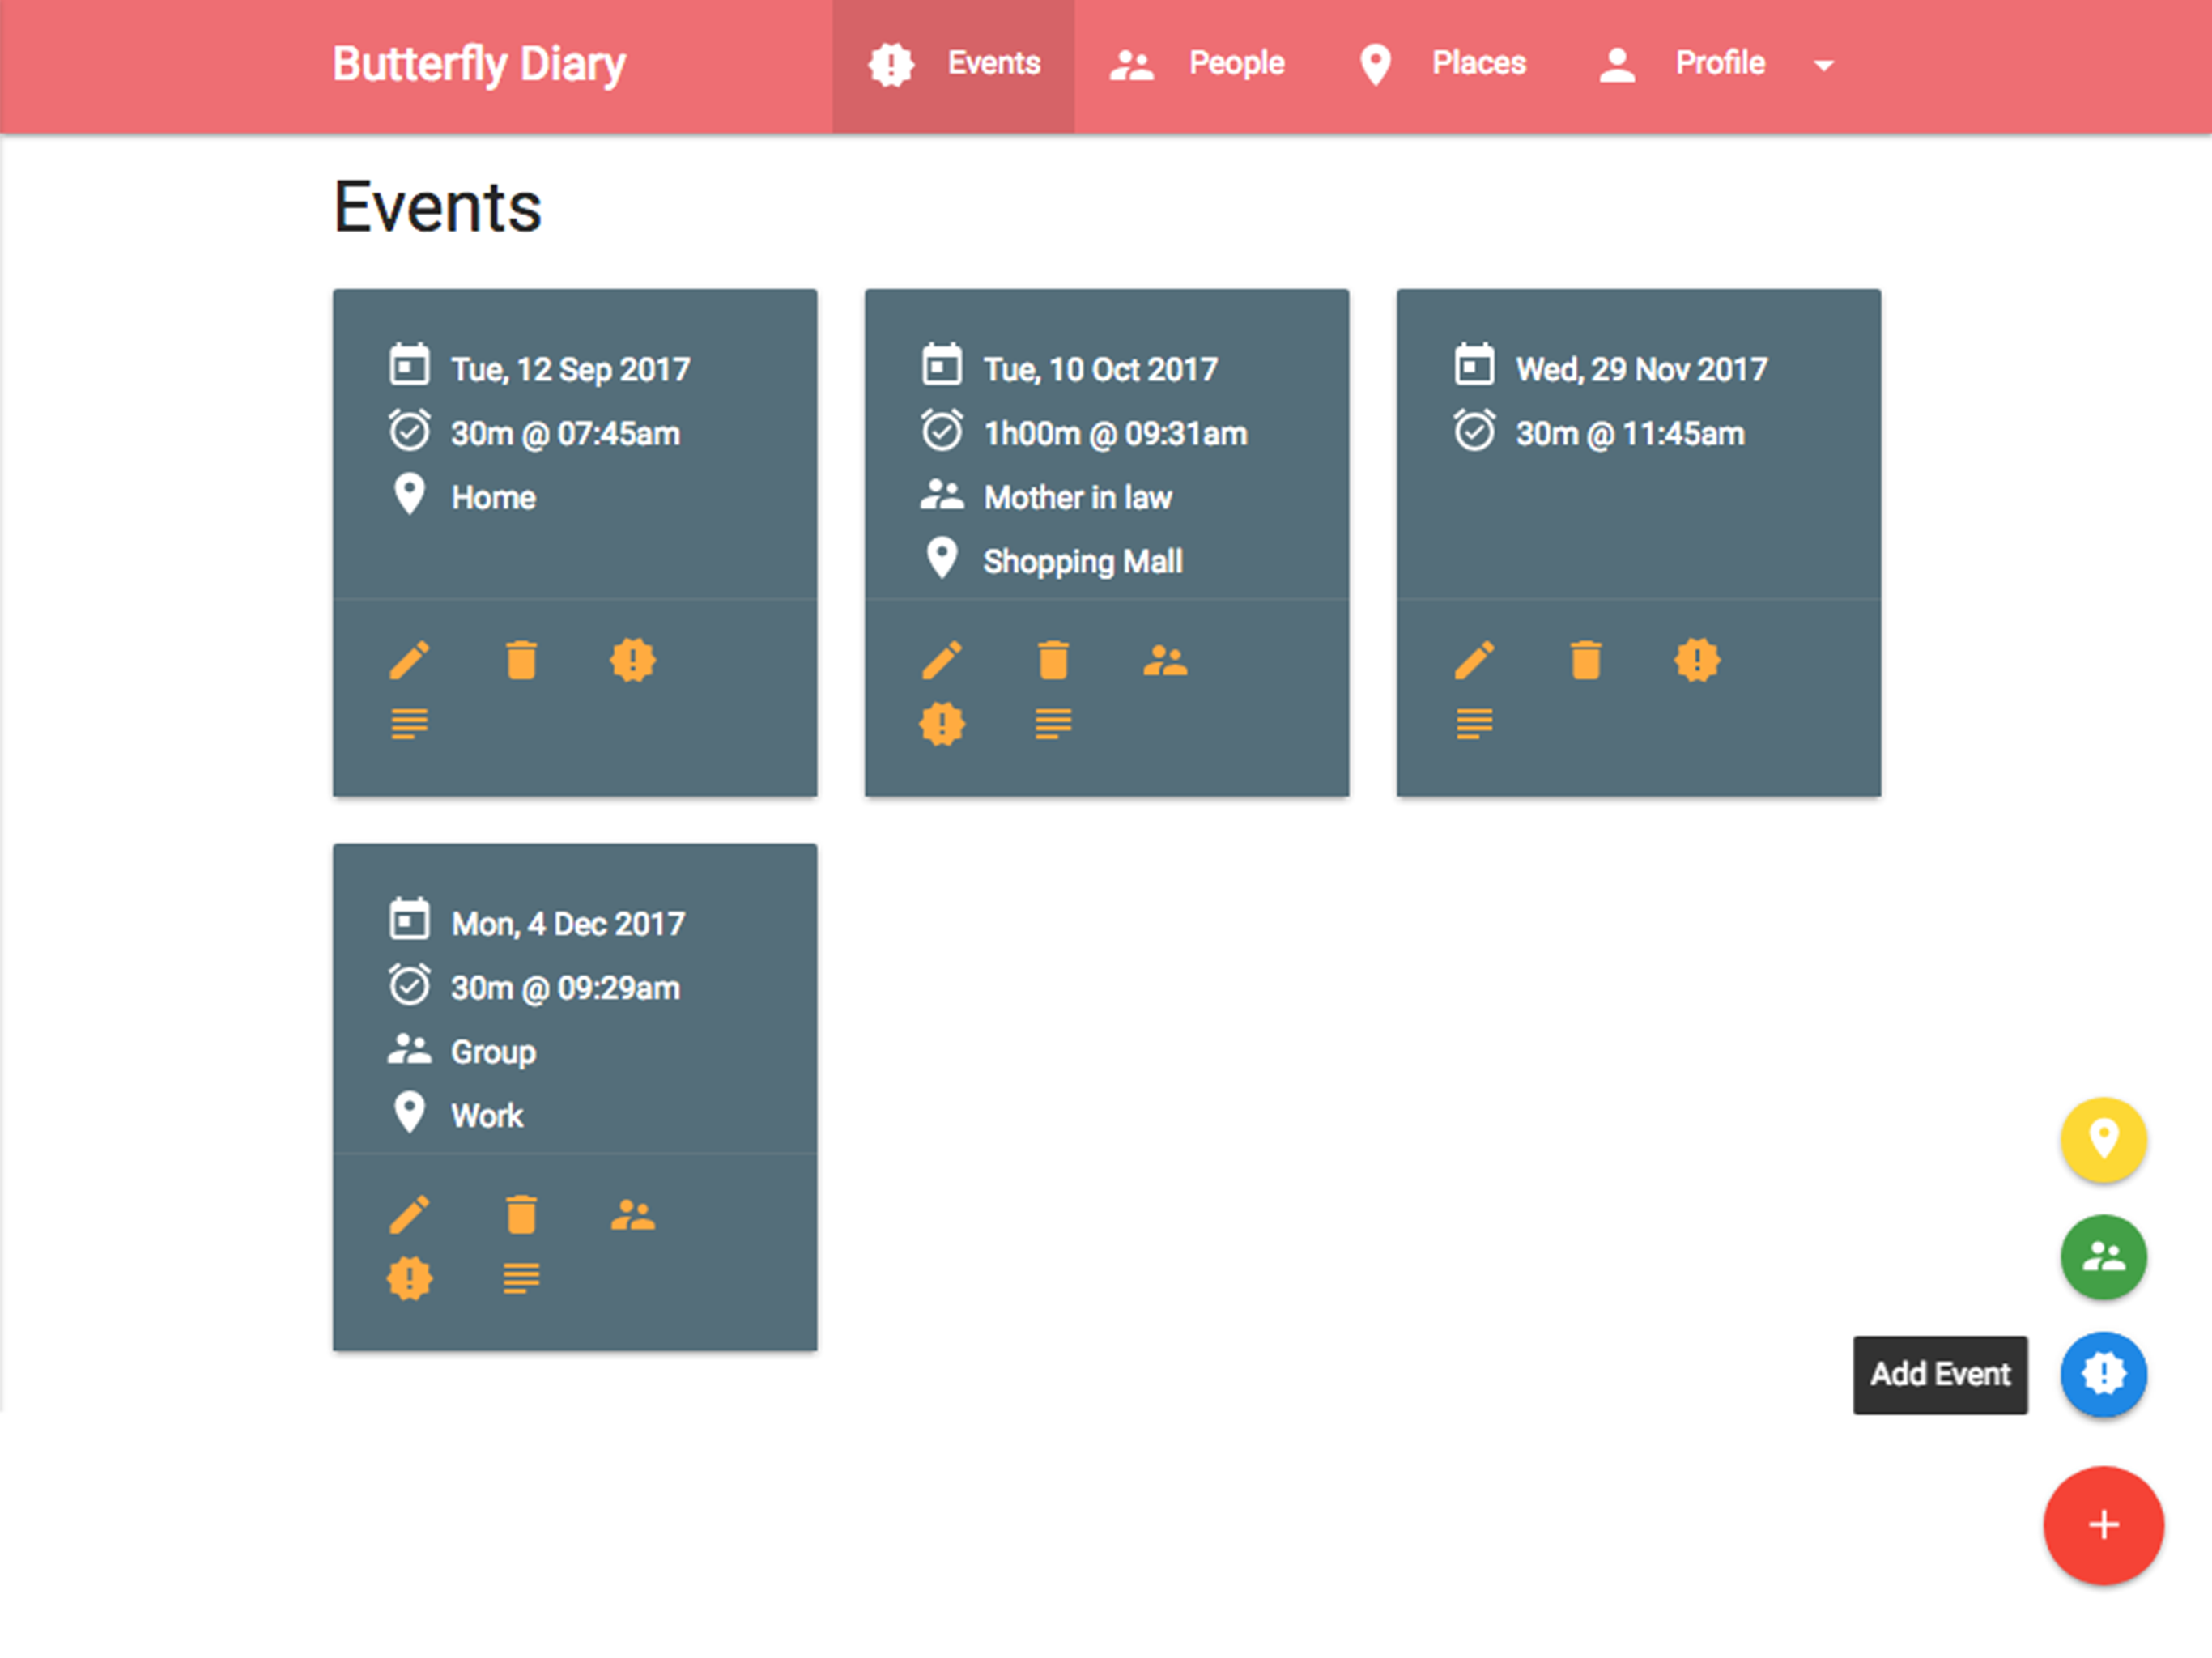 Butterfly Diary
Events
People
Places
Profile
Events
Tue, 12 Sep 2017
30m @ 07:45am
Home
Tue, 10 Oct 2017
1h00m @ 09:31am
Mother in law
Shopping Mall
Wed, 29 Nov 2017
30m @ 11:45am
Mon, 4 Dec 2017
30m @ 09:29am
Group
Work
Add Event